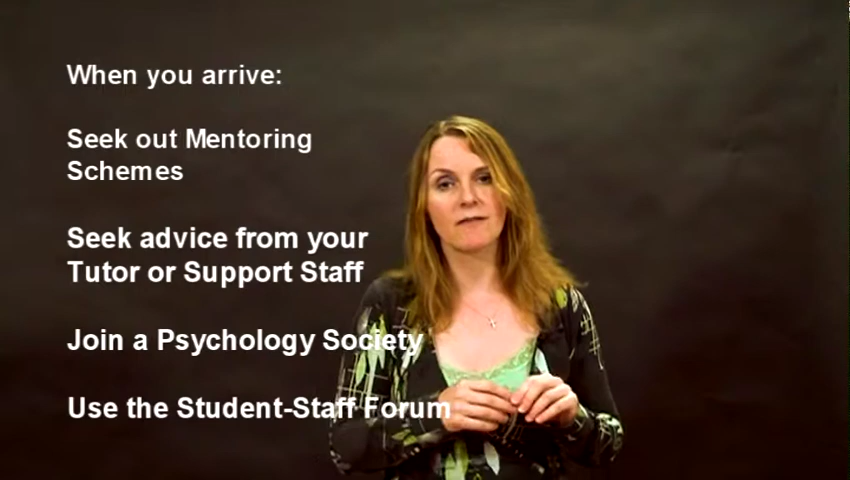 When you arrive:
Seek out Mentoring
Schemes
Seek advice from your
Tutor or Support Staff
Join a Psychology Society
Use the Student-Staff Forum